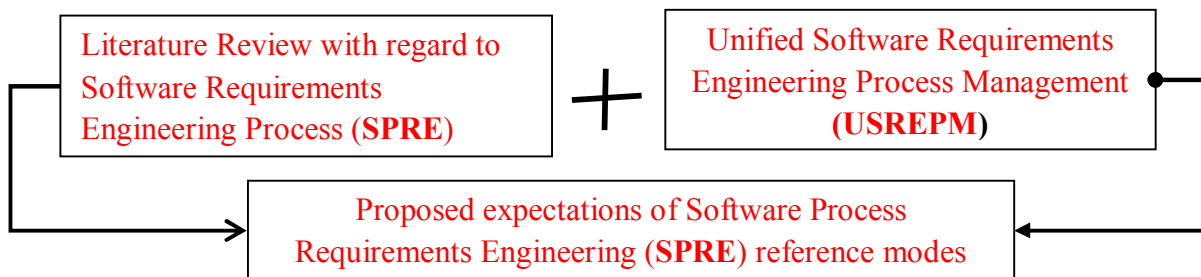 Literature Review with regard to
Software Requirements
Engineering Process (SPRE)
+
Unified Software Requirements
Engineering Process Management
(USREPM)
Proposed expectations of Software Process
Requirements Engineering (SPRE) reference modes